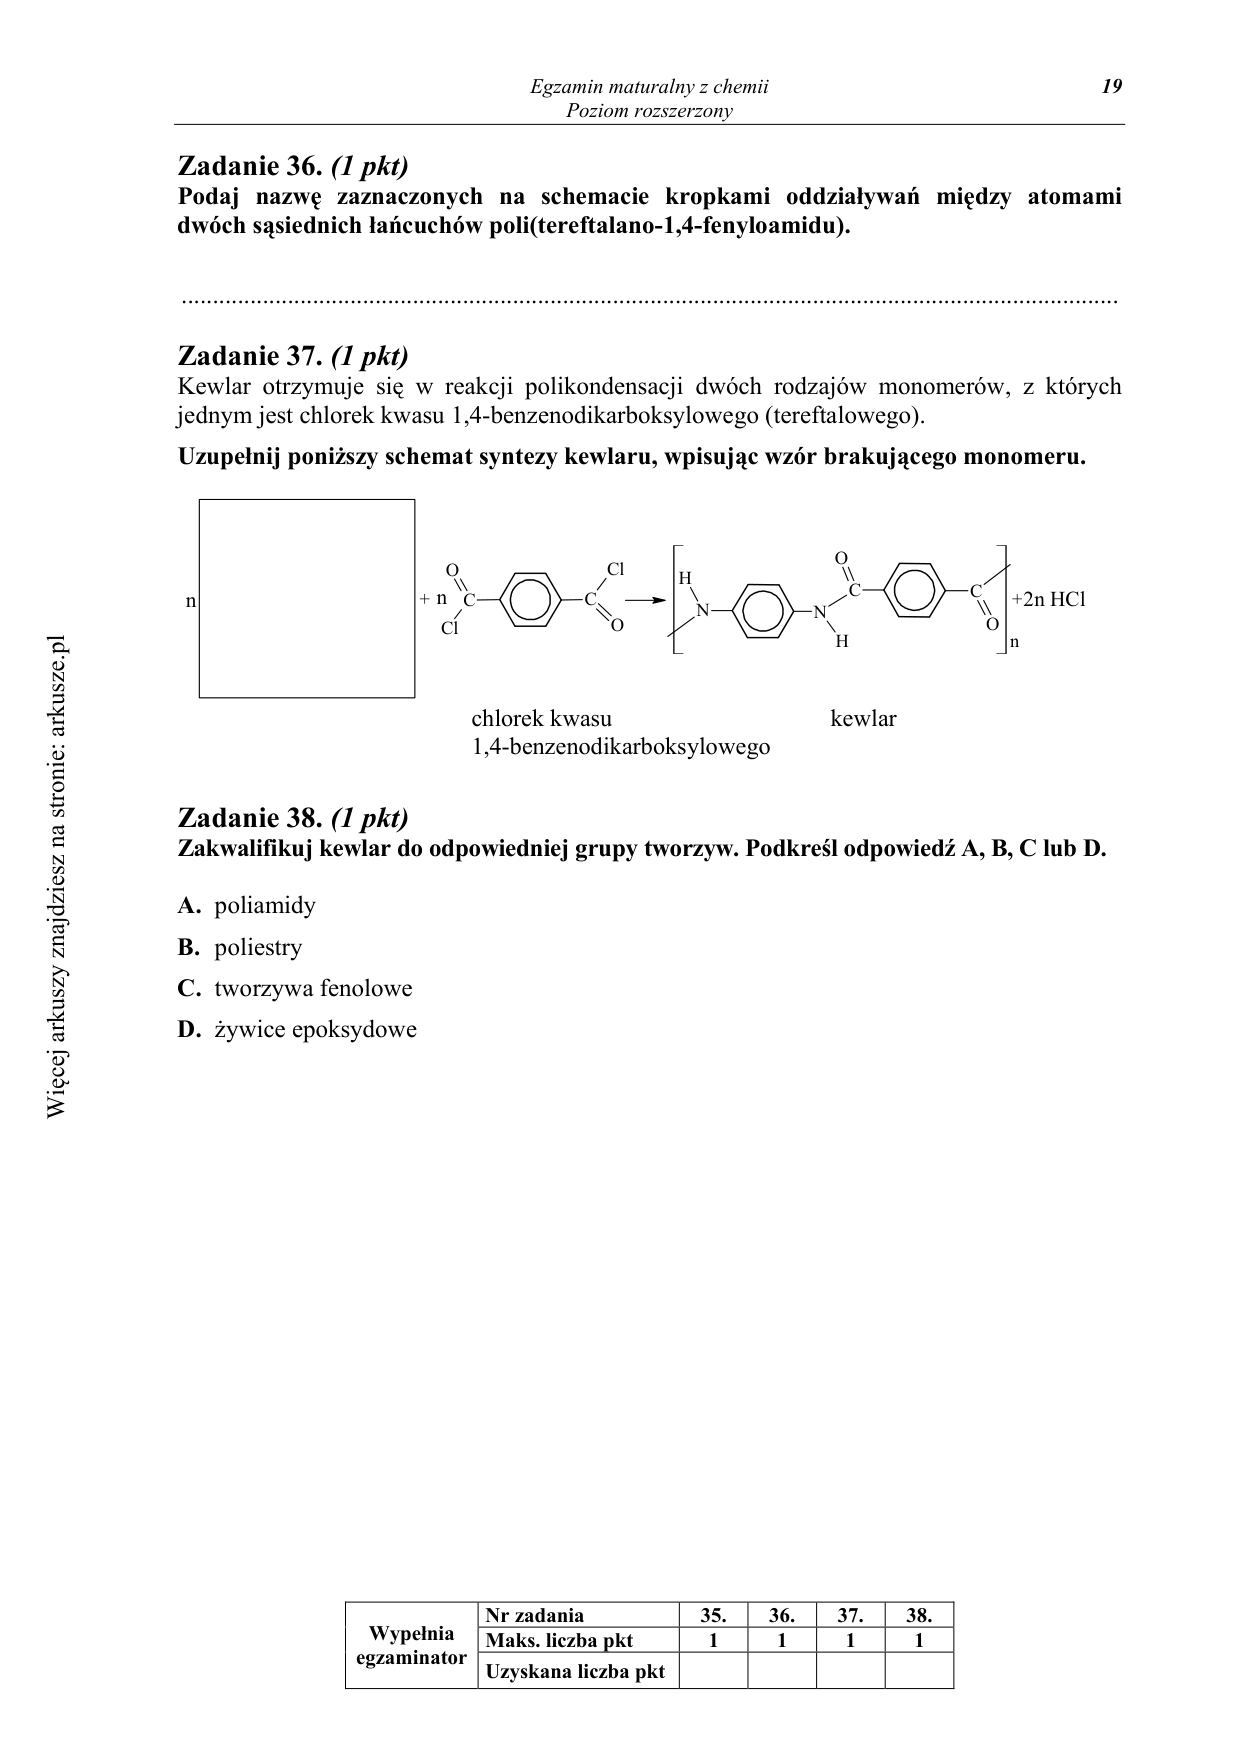 Egzamin maturalny z chemii
Poziom rozszerzony
19
Zadanie 36. (1 pkt)
Podaj nazwę zaznaczonych na schemacie kropkami oddziaływań między atomami
dwóch sąsiednich łańcuchów poli(tereftalano-1,4-fenyloamidu).
Zadanie 37. (1 pkt)
Kewlar otrzymuje się w reakcji polikondensacji dwóch rodzajów monomerów, z których
jednym jest chlorek kwasu 1,4-benzenodikarboksylowego (tereftalowego).
Uzupełnij poniższy schemat syntezy kewlaru, wpisując wzór brakującego monomeru.
n
+ n
O
C
Cl
Cl
C
O
H
N
N
H
O
C
C
O
n
+2n HCl
chlorek kwasu
1,4-benzenodikarboksylowego
kewlar
Zadanie 38. (1 pkt)
Zakwalifikuj kewlar do odpowiedniej grupy tworzyw. Podkreśl odpowiedź A, B, C lub D.
A. poliamidy
B. poliestry
C. tworzywa fenolowe
D. żywice epoksydowe
Więcej arkuszy znajdziesz na stronie: arkusze.pl
Wypełnia
egzaminator
Nr zadania 35. 36. 37. 38.
Maks. liczba pkt 1 1 1 1
Uzyskana liczba pkt